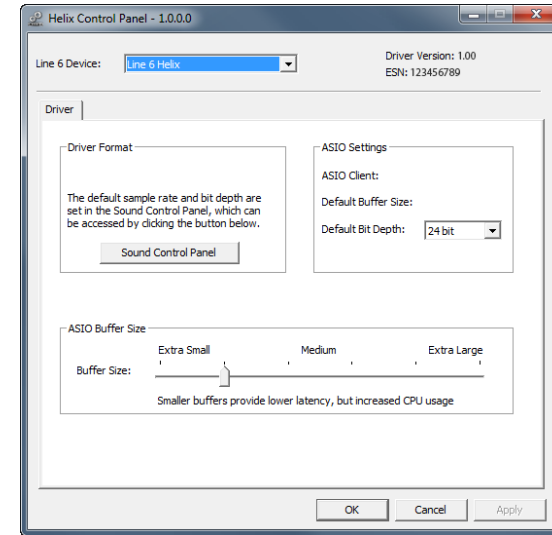 Helix Control Panel - 1.0.0.0
Line 6 Device:
Line 6 Helix
Driver Version: 1.00
ESN: 123456789
Driver
Driver Format
The default sample rate and bit depth are
set in the Sound Control Panel, which can
be accessed by clicking the button below.
Sound Control Panel
ASIO Settings
ASIO Client:
Default Buffer Size:
Default Bit Depth:
24 bit
ASIO Buffer Size
Extra Small
Medium
Extra Large
Buffer Size:
Smaller buffers provide lower latency, but increased CPU usage
OK
Cancel
Apply